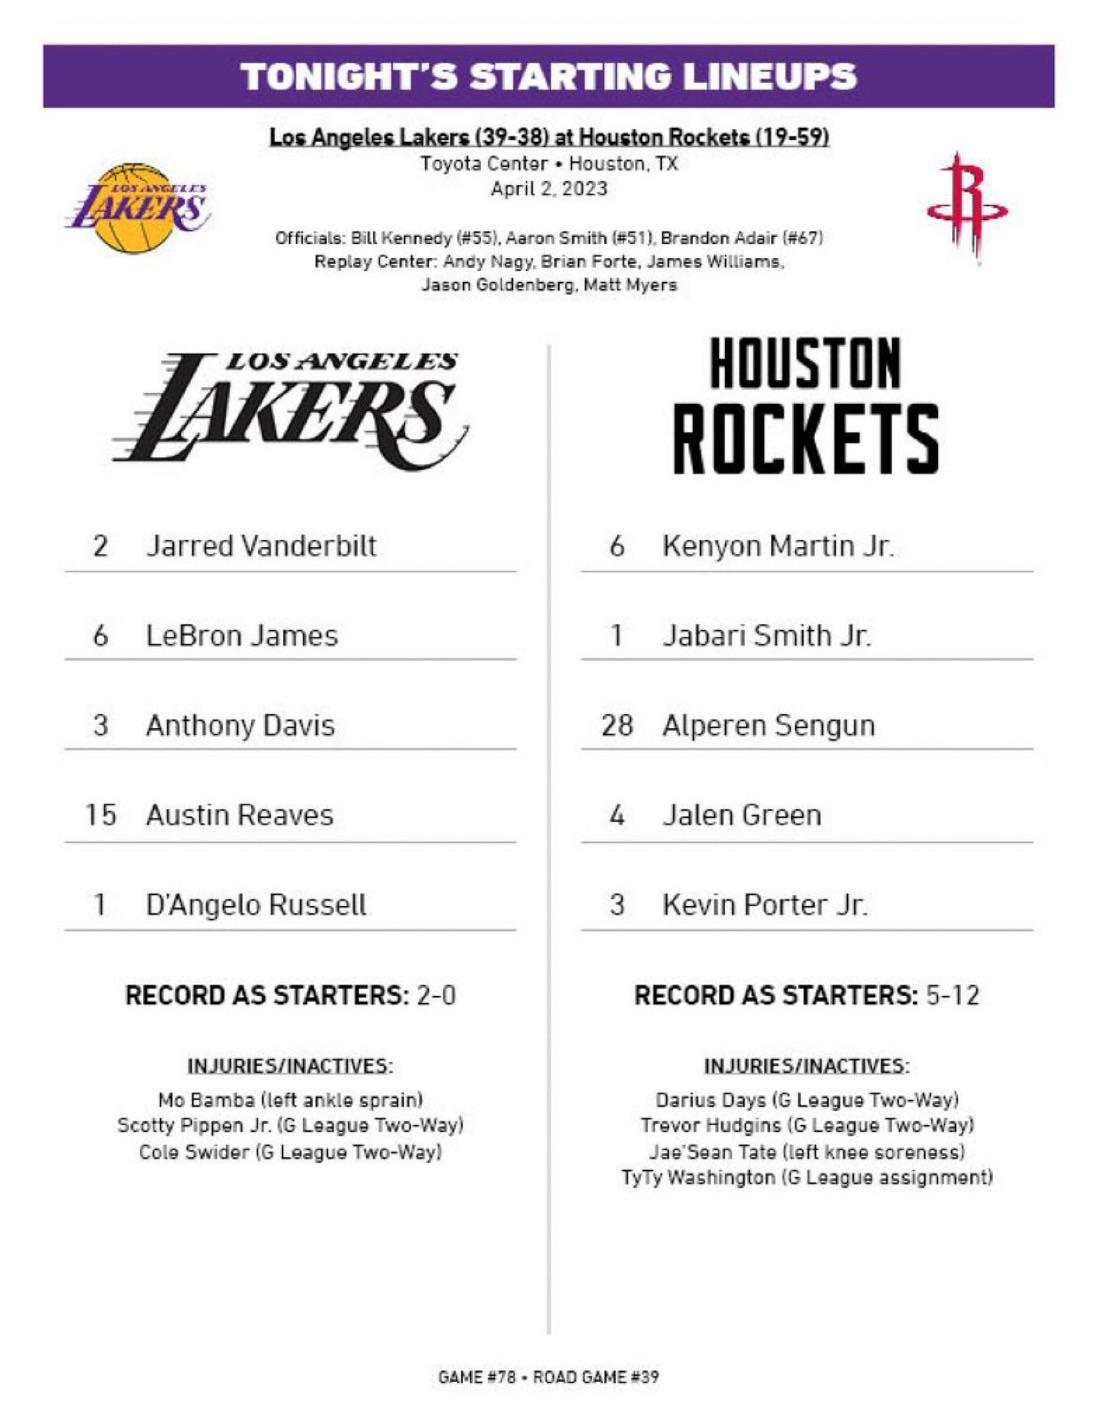 TONIGHT'S STARTING LINEUPS
Los Angeles Lakers (39-38) at Houston Rockets (19-59)
Toyota Center • Houston, TX
April 2, 2023
LOS ANGELES
LAKERS
R
Officials: Bill Kennedy (#55), Aaron Smith (#51), Brandon Adair (#67)
Replay Center: Andy Nagy, Brian Forte, James Williams,
Jason Goldenberg, Matt Myers
LOS ANGELES
LAKERS
2 Jarred Vanderbilt
6 LeBron James
3 Anthony Davis
15 Austin Reaves
1 D'Angelo Russell
RECORD AS STARTERS: 2-0
INJURIES/INACTIVES:
Mo Bamba (left ankle sprain)
Scotty Pippen Jr. (G League Two-Way)
Cole Swider (G League Two-Way)
HOUSTON
ROCKETS
6 Kenyon Martin Jr.
1 Jabari Smith Jr.
28 Alperen Sengun
4 Jalen Green
3 Kevin Porter Jr.
RECORD AS STARTERS: 5-12
INJURIES/INACTIVES:
Darius Days (G League Two-Way)
Trevor Hudgins (G League Two-Way)
Jae'Sean Tate (left knee soreness)
TyTy Washington (G League assignment)
GAME #78 • ROAD GAME #39